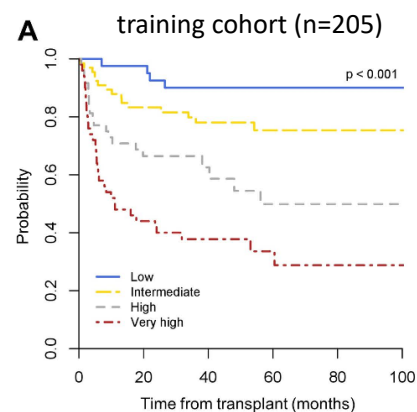 A training cohort (n=205)
p < 0.001
Probability
1.0
0.8
0.6
0.4
0.2
0.0
Low
Intermediate
High
Very high
0 20 40 60 80 100
Time from transplant (months)